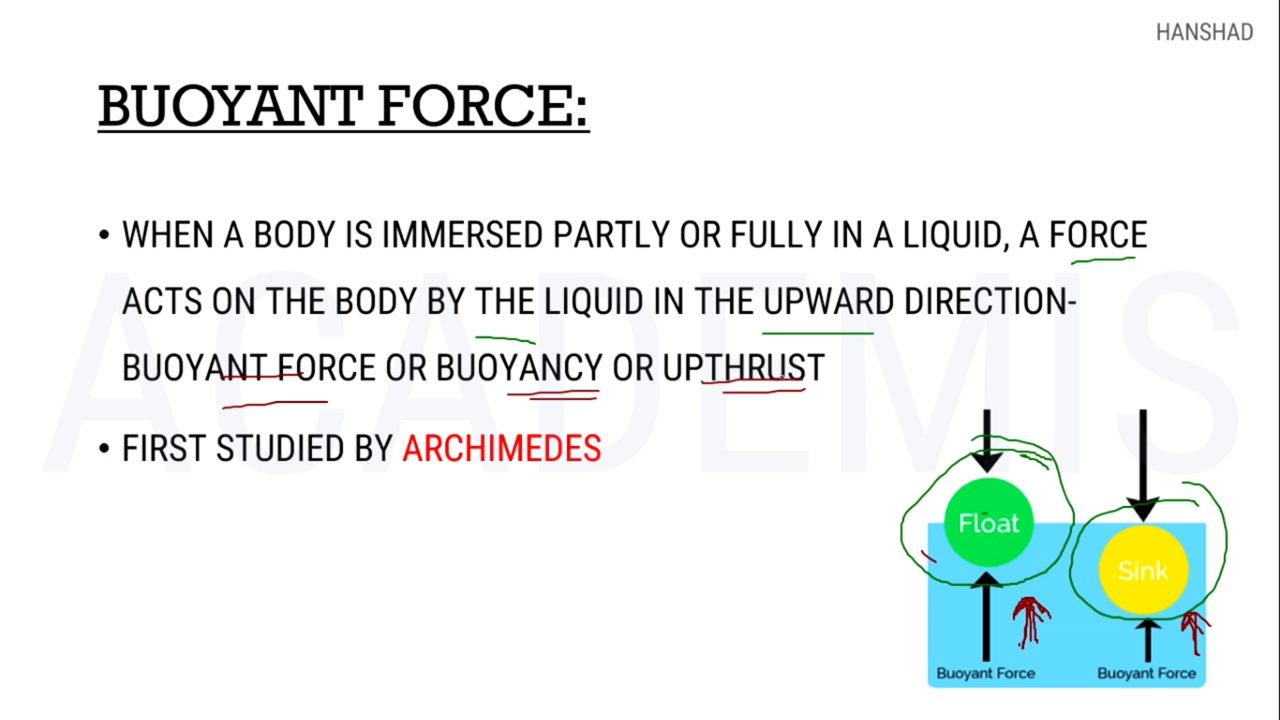 HANSHAD
BUOYANT FORCE:
• WHEN A BODY IS IMMERSED PARTLY OR FULLY IN A LIQUID, A FORCE
ACTS ON THE BODY BY THE LIQUID IN THE UPWARD DIRECTION-
BUOYANT FORCE OR BUOYANCY OR UPTHRUST
• FIRST STUDIED BY ARCHIMEDES
ACADEMIS
Float
Sink
Buoyant Force
Buoyant Force